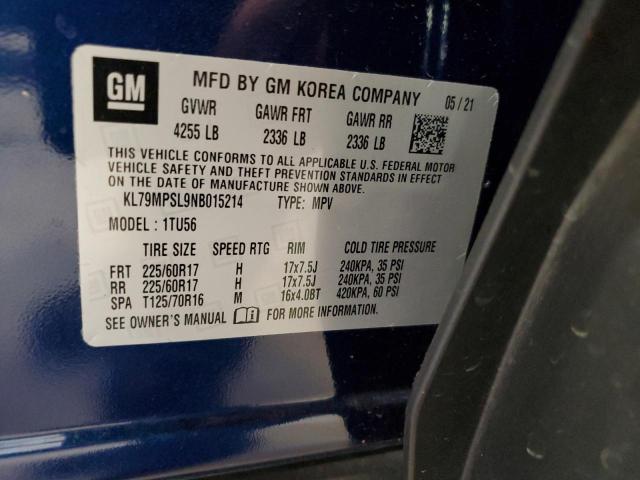 GM MFD BY GM KOREA COMPANY 05/21
GVWR GAWR FRT GAWR RR
4255 LB 2336 LB 2336 LB
THIS VEHICLE CONFORMS TO ALL APPLICABLE U.S. FEDERAL MOTOR
VEHICLE SAFETY AND THEFT PREVENTION STANDARDS IN EFFECT
ON THE DATE OF MANUFACTURE SHOWN ABOVE.
KL79MPSL9NB015214 TYPE: MPV
MODEL : 1TU56
TIRE SIZE SPEED RTG RIM COLD TIRE PRESSURE
FRT 225/60R17 H 17x7.5J 240KPA, 35 PSI
RR 225/60R17 H 17x7.5J 240KPA, 35 PSI
SPA T125/70R16 M 16x4.0BT 420KPA, 60 PSI
SEE OWNER'S MANUAL FOR MORE INFORMATION.